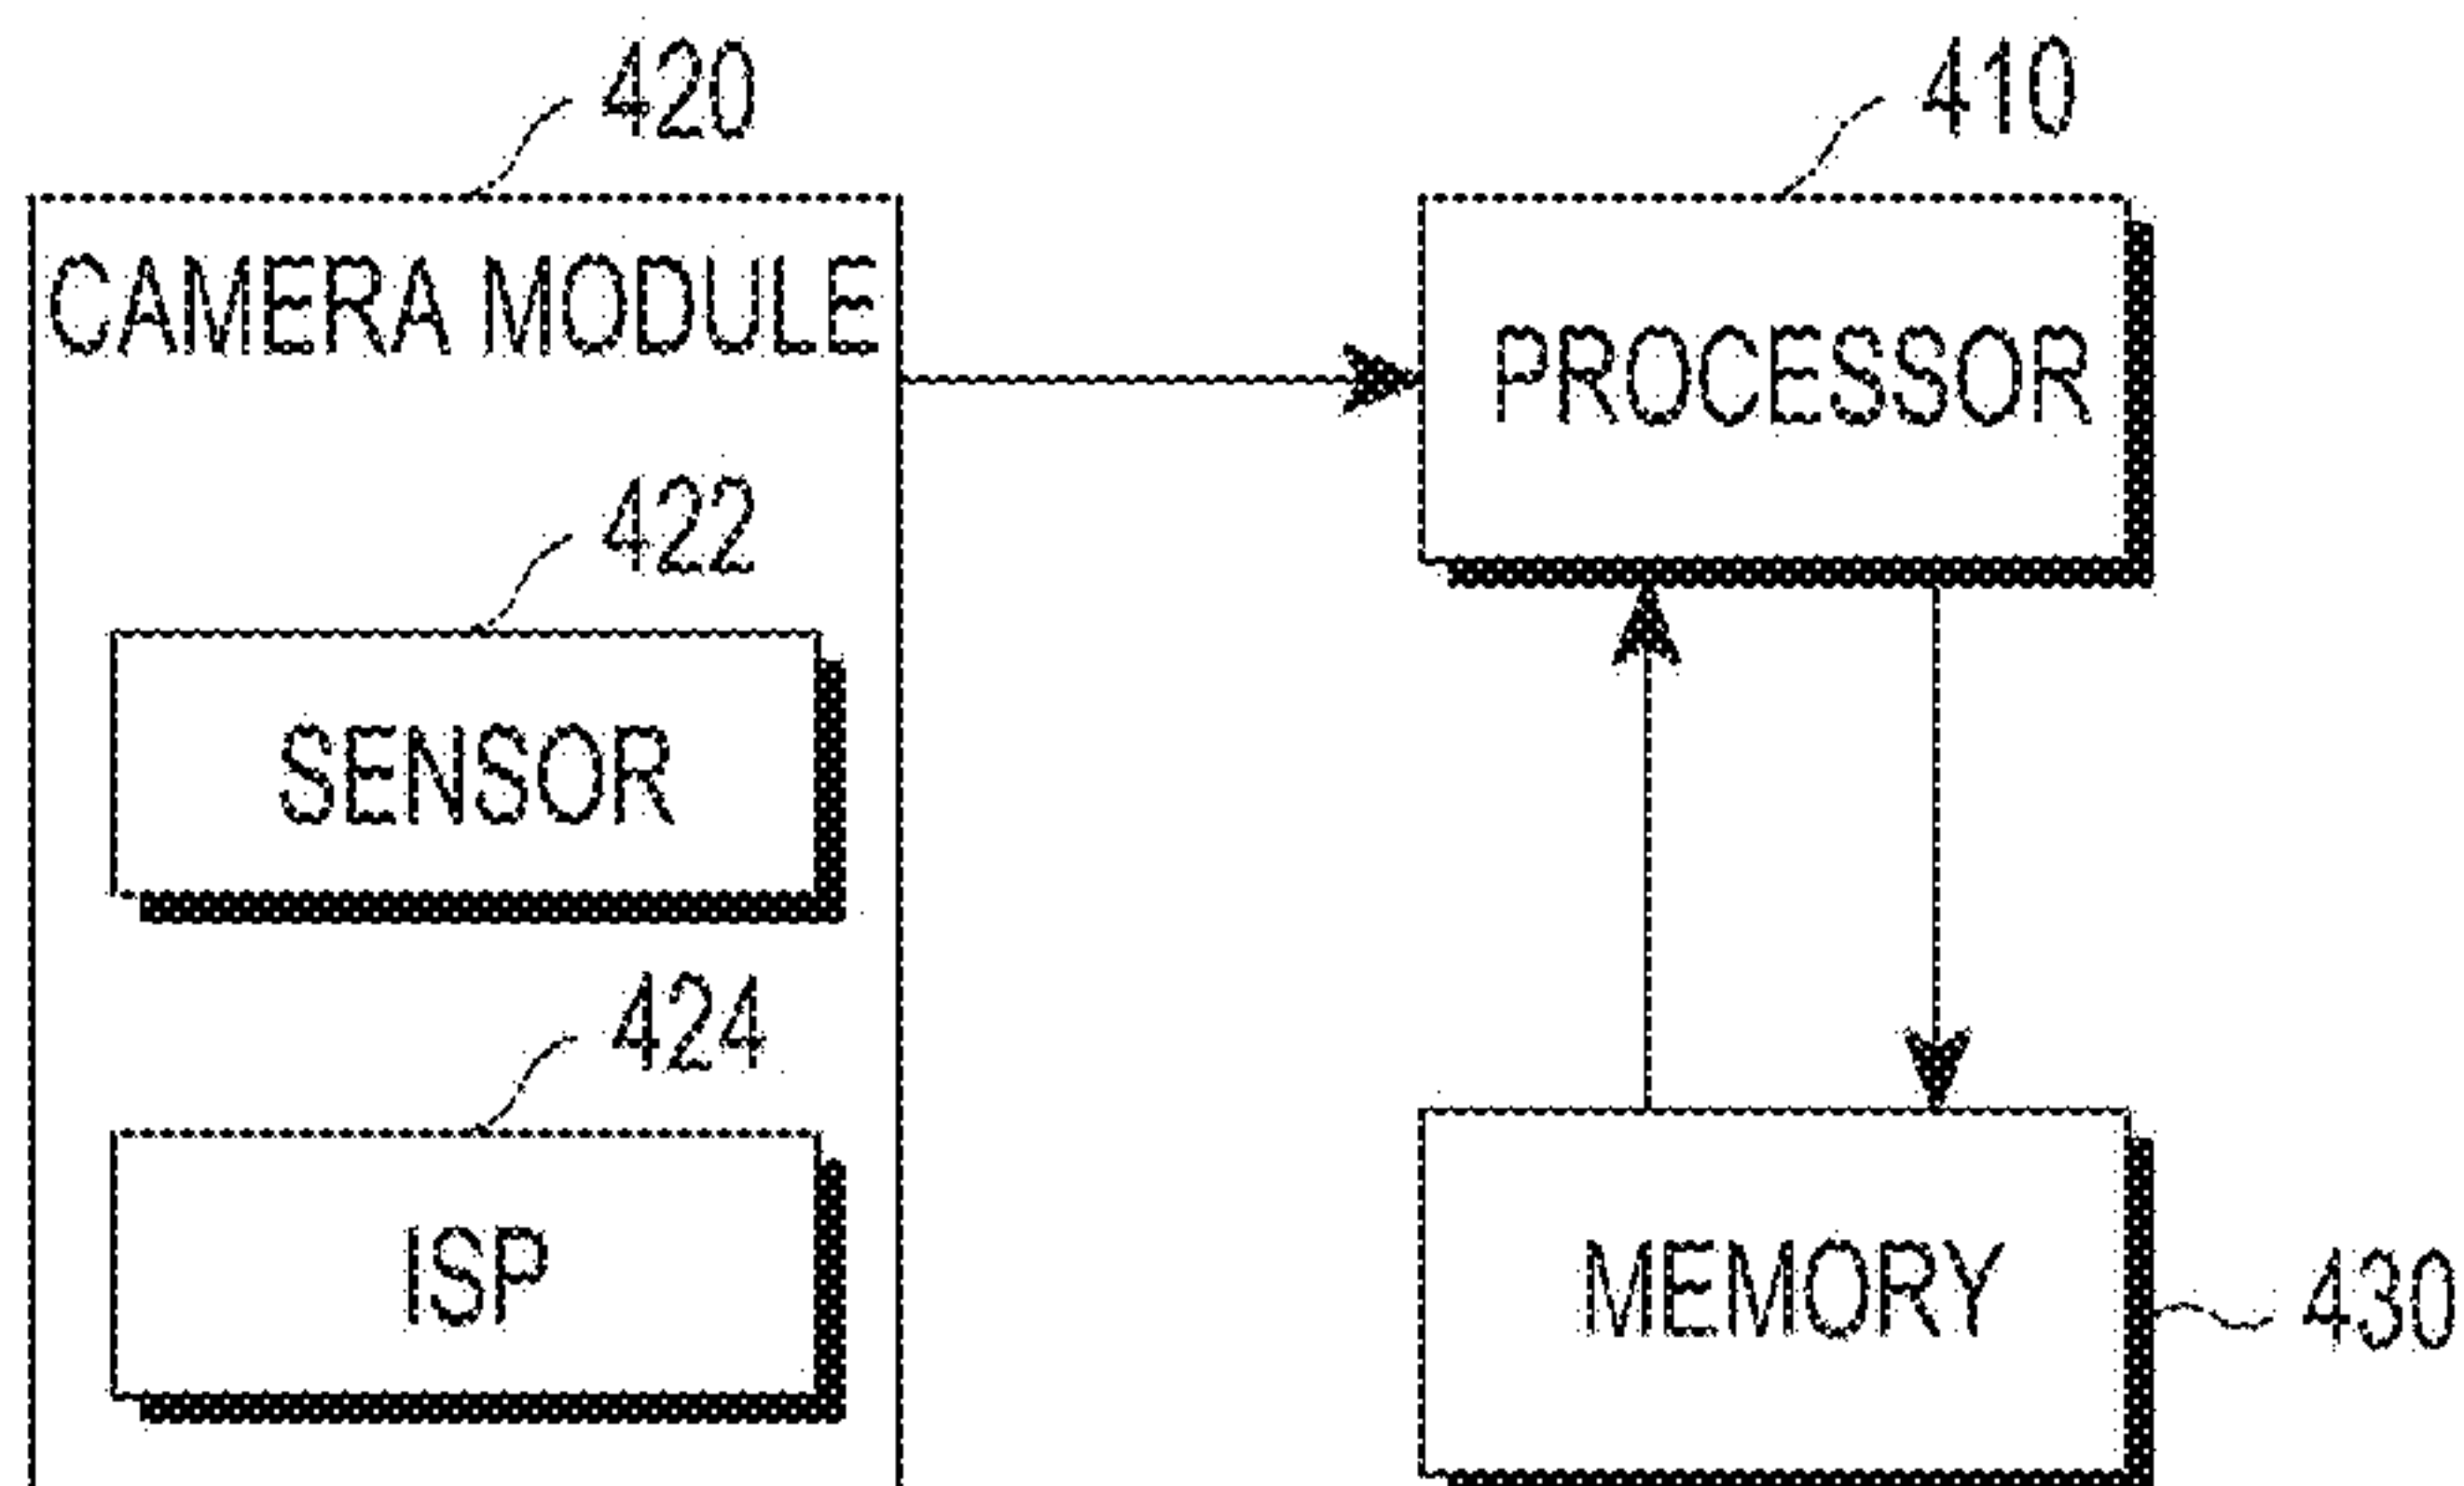 420
410
CAMERA MODULE
PROCESSOR
422
SENSOR
424
ISP
MEMORY
430